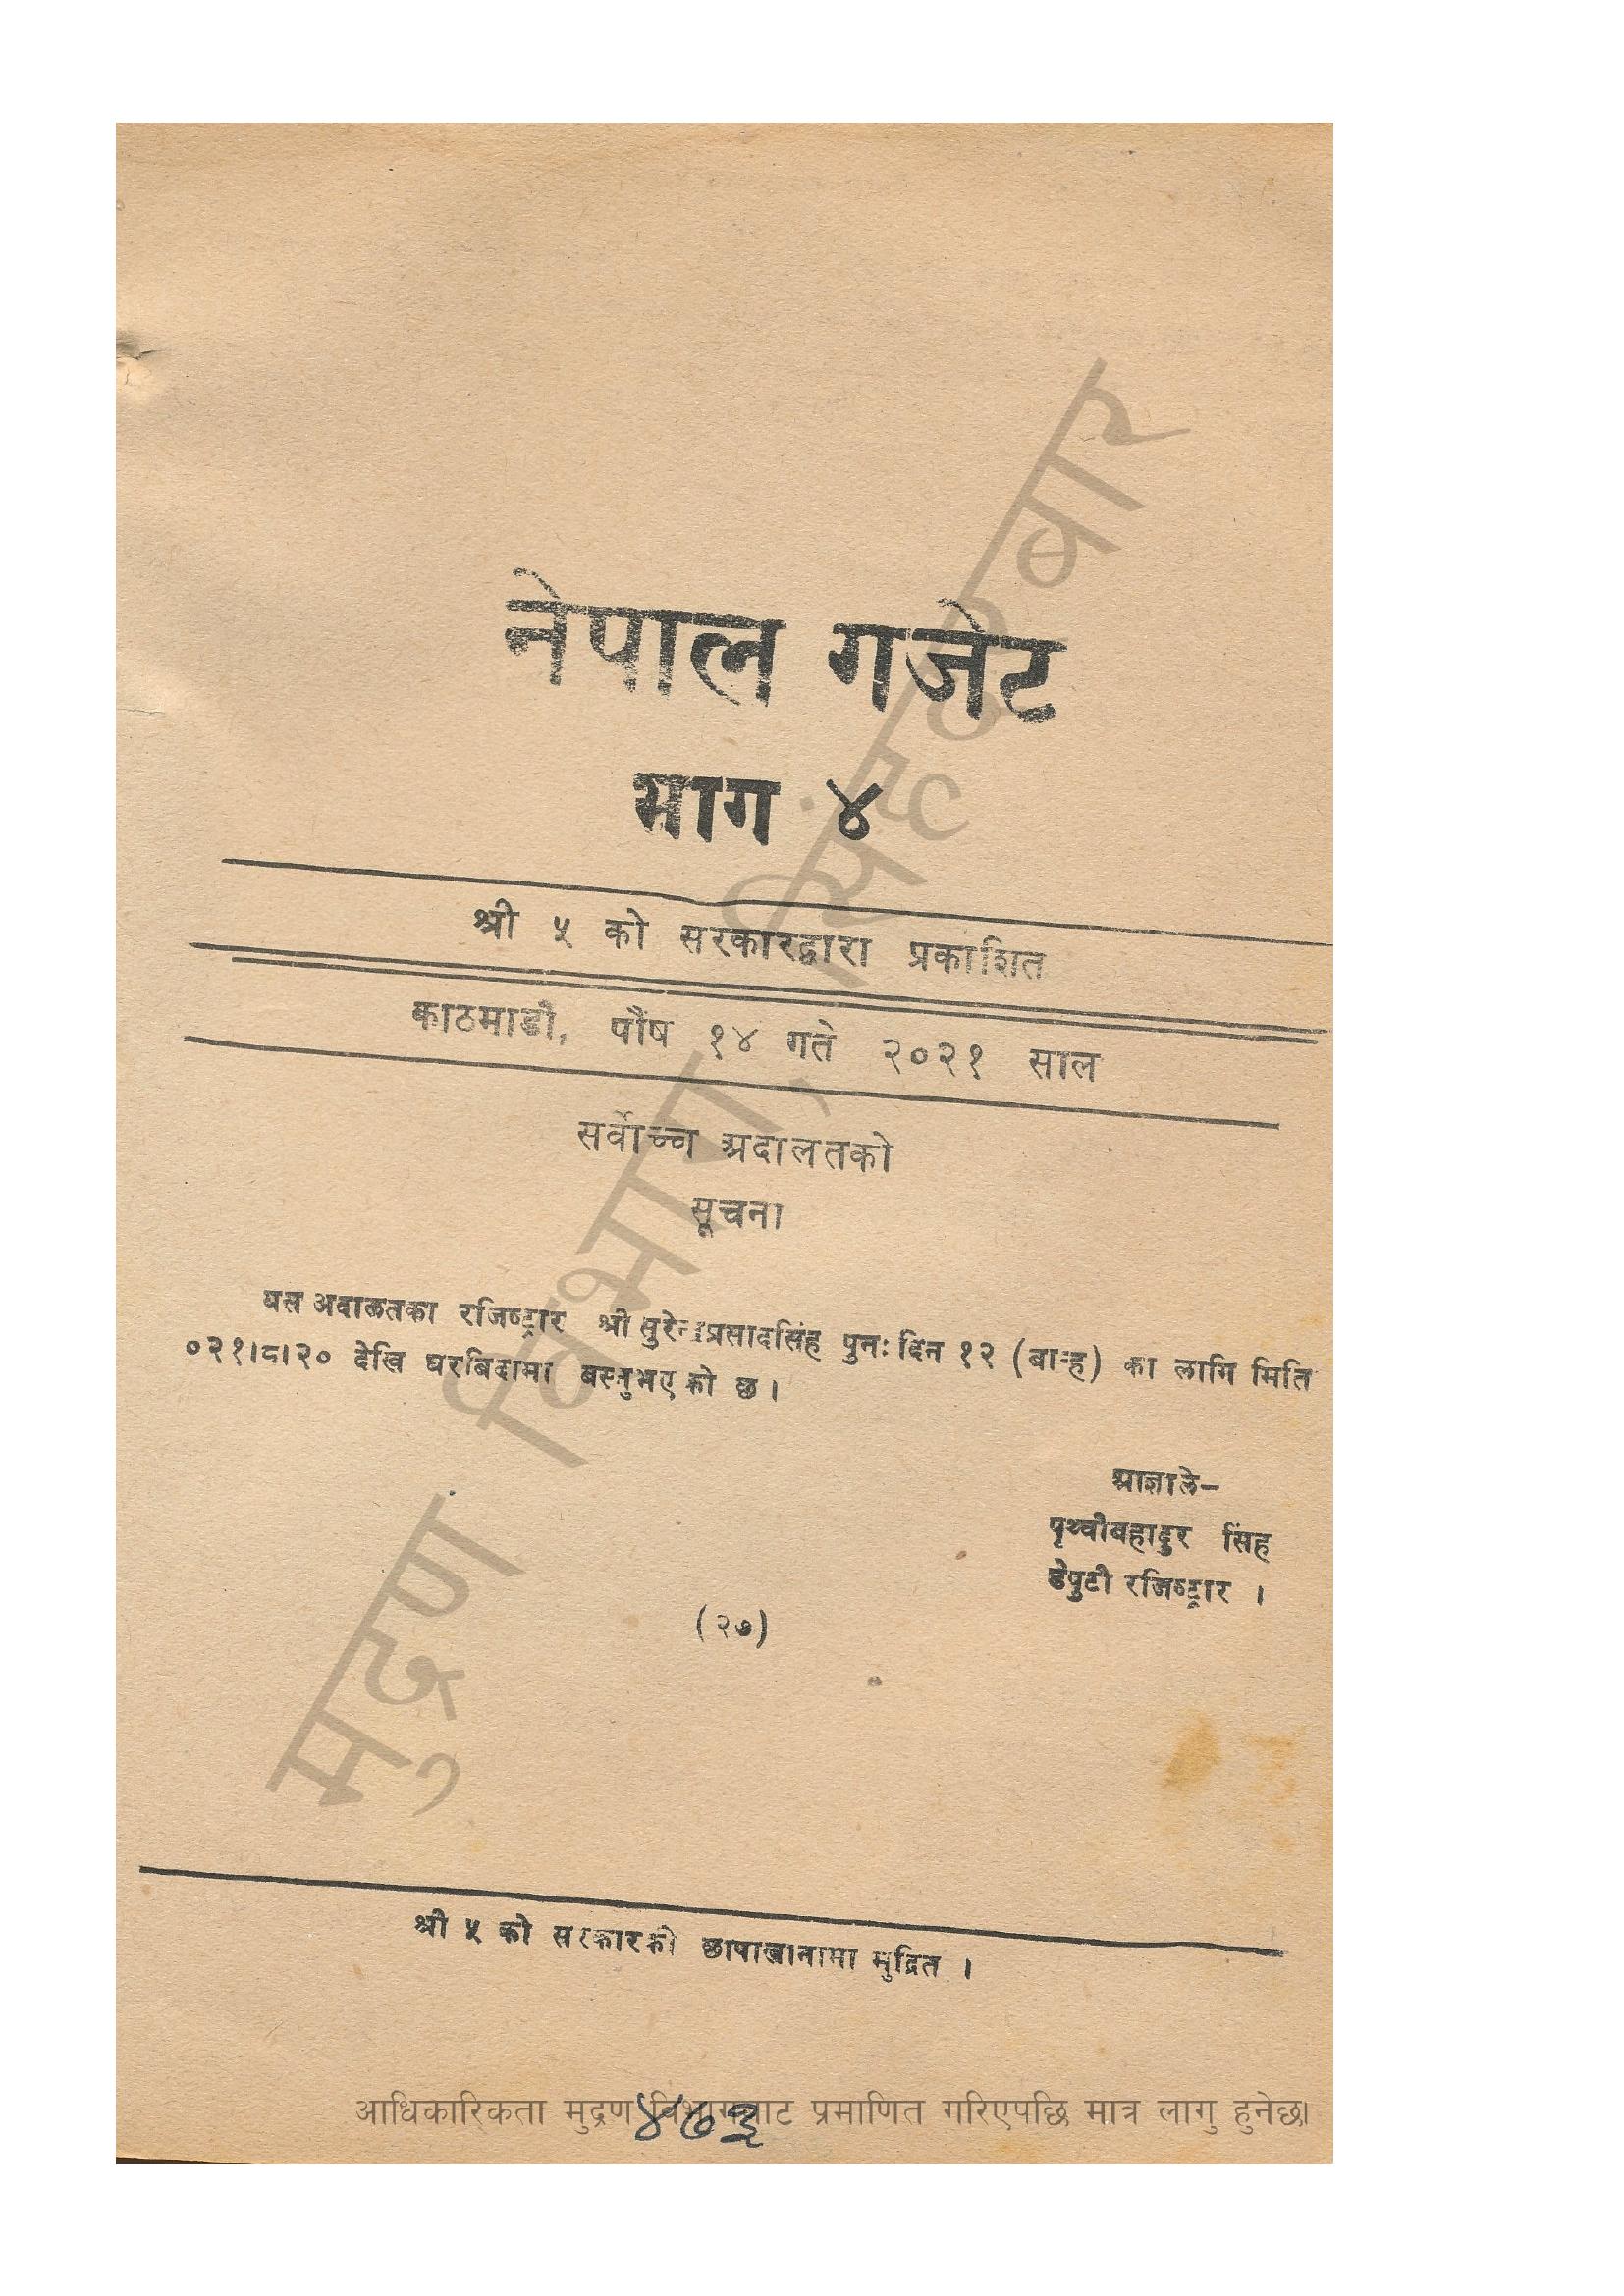 नेपाल गजेट
भाग ४
श्री ५ को सरकारद्वारा प्रकाशित
काठमाडौं, पौष १४ गते २०२१ साल
सर्वोच्च अदालतको
सूचना
यस अदालतका रजिष्ट्रार श्री सुरेन्द्रप्रसादसिंह पुनः दिन १२ (बाह्र) का लागि मिति
०२१।८।२० देखि घरबिदामा बस्नुभएको छ ।
आज्ञाले–
पृथ्वीबहादुर सिंह
डेपुटी रजिष्ट्रार ।
(२७)
श्री ५ को सरकारको छापाखानामा मुद्रित ।
मुद्रण विभाग, सिंहदरबार
आधिकारिकता मुद्रण विभागबाट प्रमाणित गरिएपछि मात्र लागु हुनेछ।